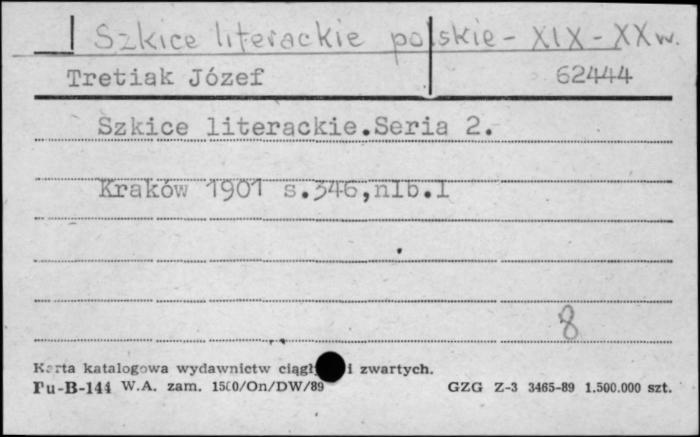 Szkice literackie polskie - XIX - XX w.
Tretiak Józef 62444
Szkice literackie.Seria 2.
Kraków 1901 s.346,nlb.1
8
Karta katalogowa wydawnictw i zwartych.
Pu-B-144 W.A. zam. 1500/On/DW/89 GZG Z-3 3465-89 1.500.000 szt.